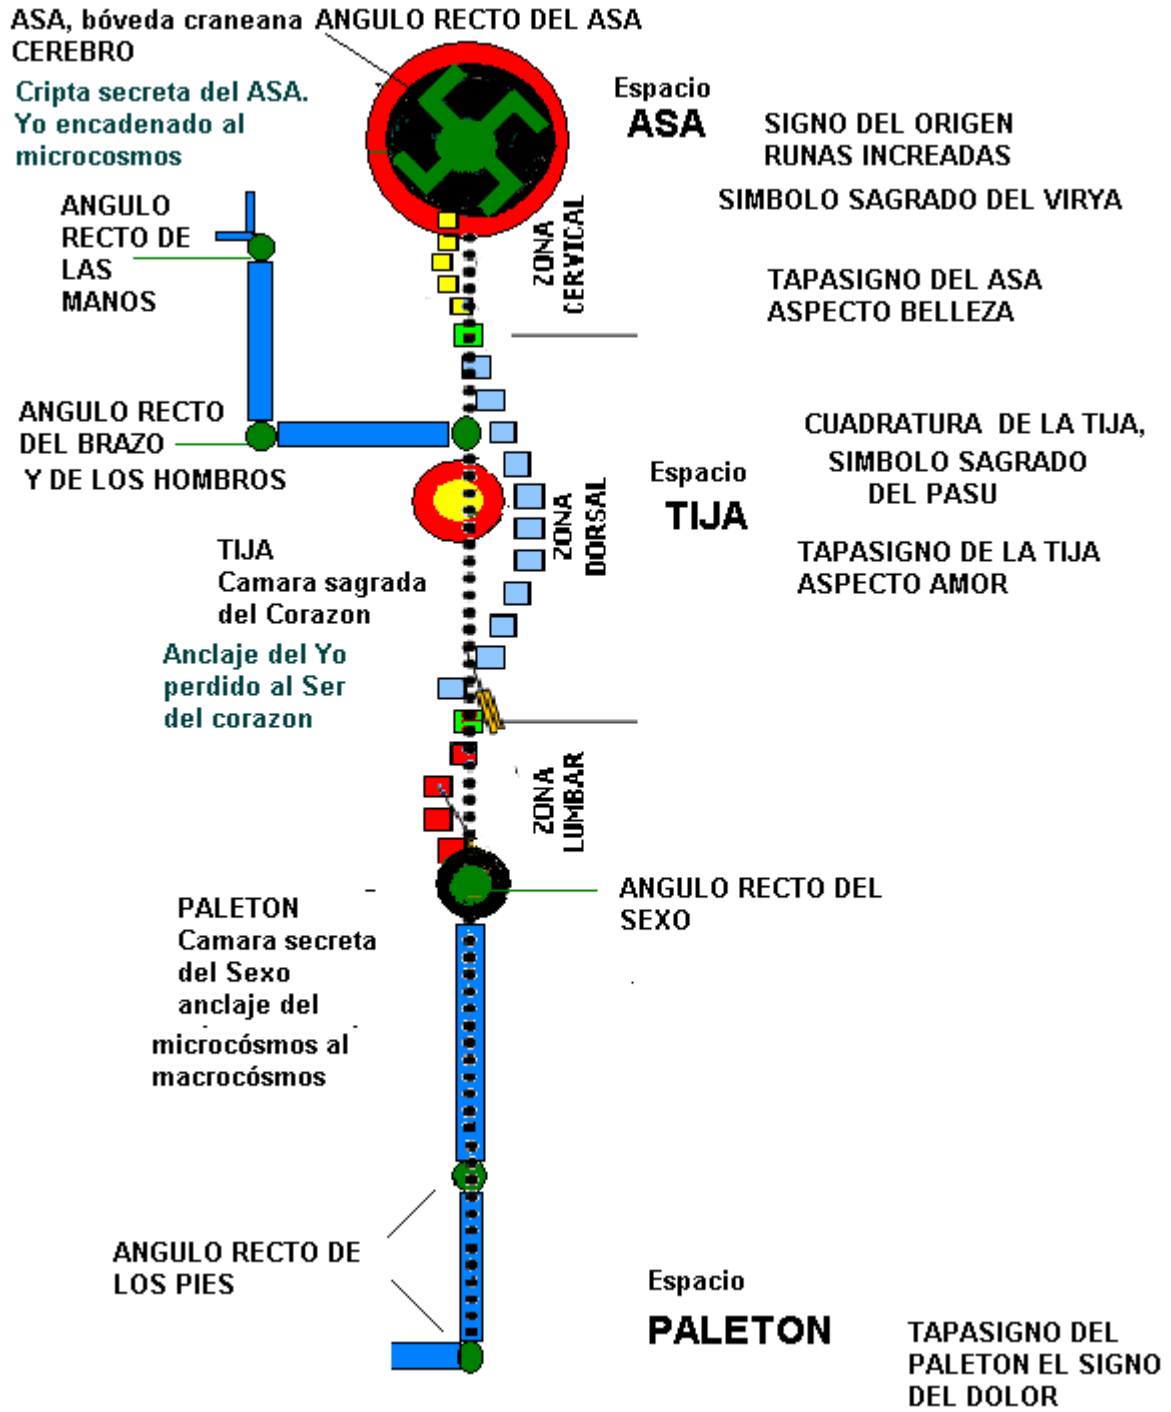 ASA, bóveda craneana ANGULO RECTO DEL ASA
CEREBRO
Cripta secreta del ASA.
Yo encadenado al
microcosmos
Espacio
ASA
SIGNO DEL ORIGEN
RUNAS INCREADAS
SIMBOLO SAGRADO DEL VIRYA
ANGULO
RECTO DE
LAS
MANOS
ZONA
CERVICAL
TAPASIGNO DEL ASA
ASPECTO BELLEZA
ANGULO RECTO
DEL BRAZO
Y DE LOS HOMBROS
CUADRATURA DE LA TIJA,
SIMBOLO SAGRADO
DEL PASU
Espacio
TIJA
ZONA
DORSAL
TAPASIGNO DE LA TIJA
ASPECTO AMOR
TIJA
Camara sagrada
del Corazon
Anclaje del Yo
perdido al Ser
del corazon
ZONA
LUMBAR
ANGULO RECTO DEL
SEXO
PALETON
Camara secreta
del Sexo
anclaje del
microcósmos al
macrocósmos
ANGULO RECTO DE
LOS PIES
Espacio
PALETON
TAPASIGNO DEL
PALETON EL SIGNO
DEL DOLOR